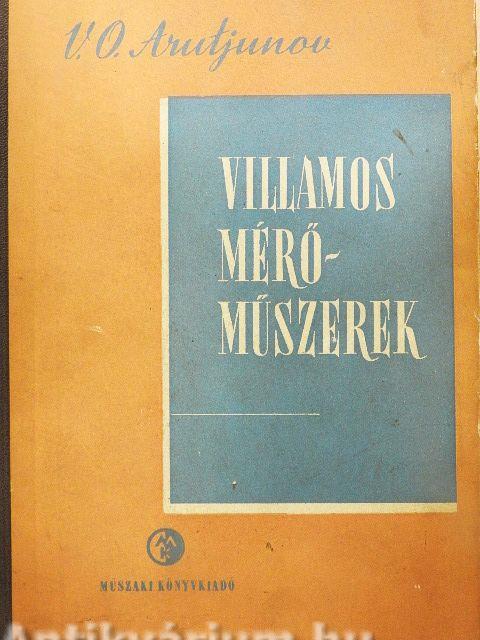 V. O. Arutjunov
VILLAMOS
MÉRŐ-
MŰSZEREK
MŰSZAKI KÖNYVKIADÓ
Antikvárium.hu